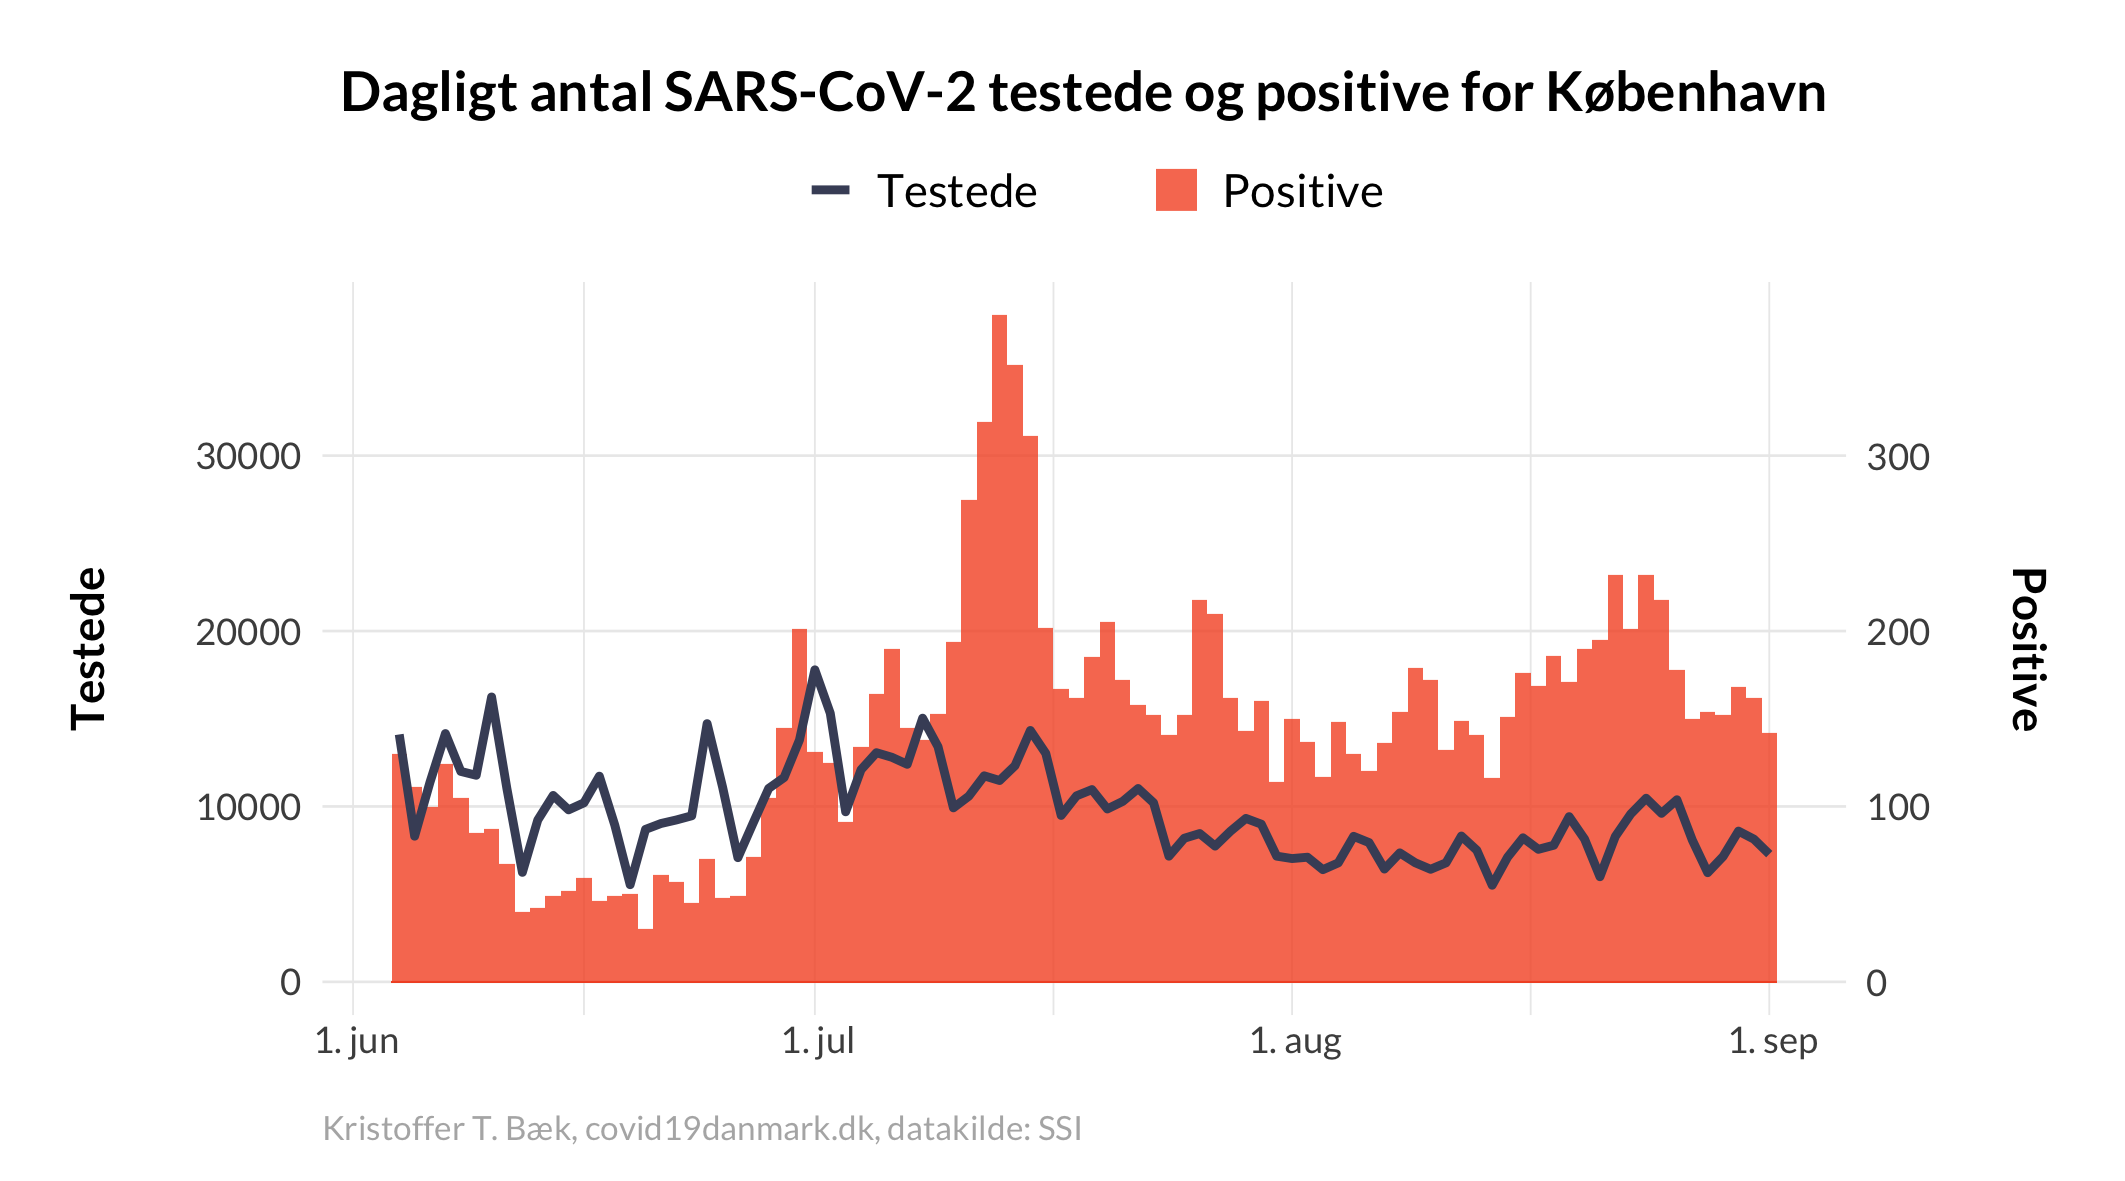 Dagligt antal SARS-CoV-2 testede og positive for København
Testede
Positive
Testede
30000
20000
10000
0
300
200
100
0
Positive
1. jun
1. jul
1. aug
1. sep
Kristoffer T. Bæk, covid19danmark.dk, datakilde: SSI